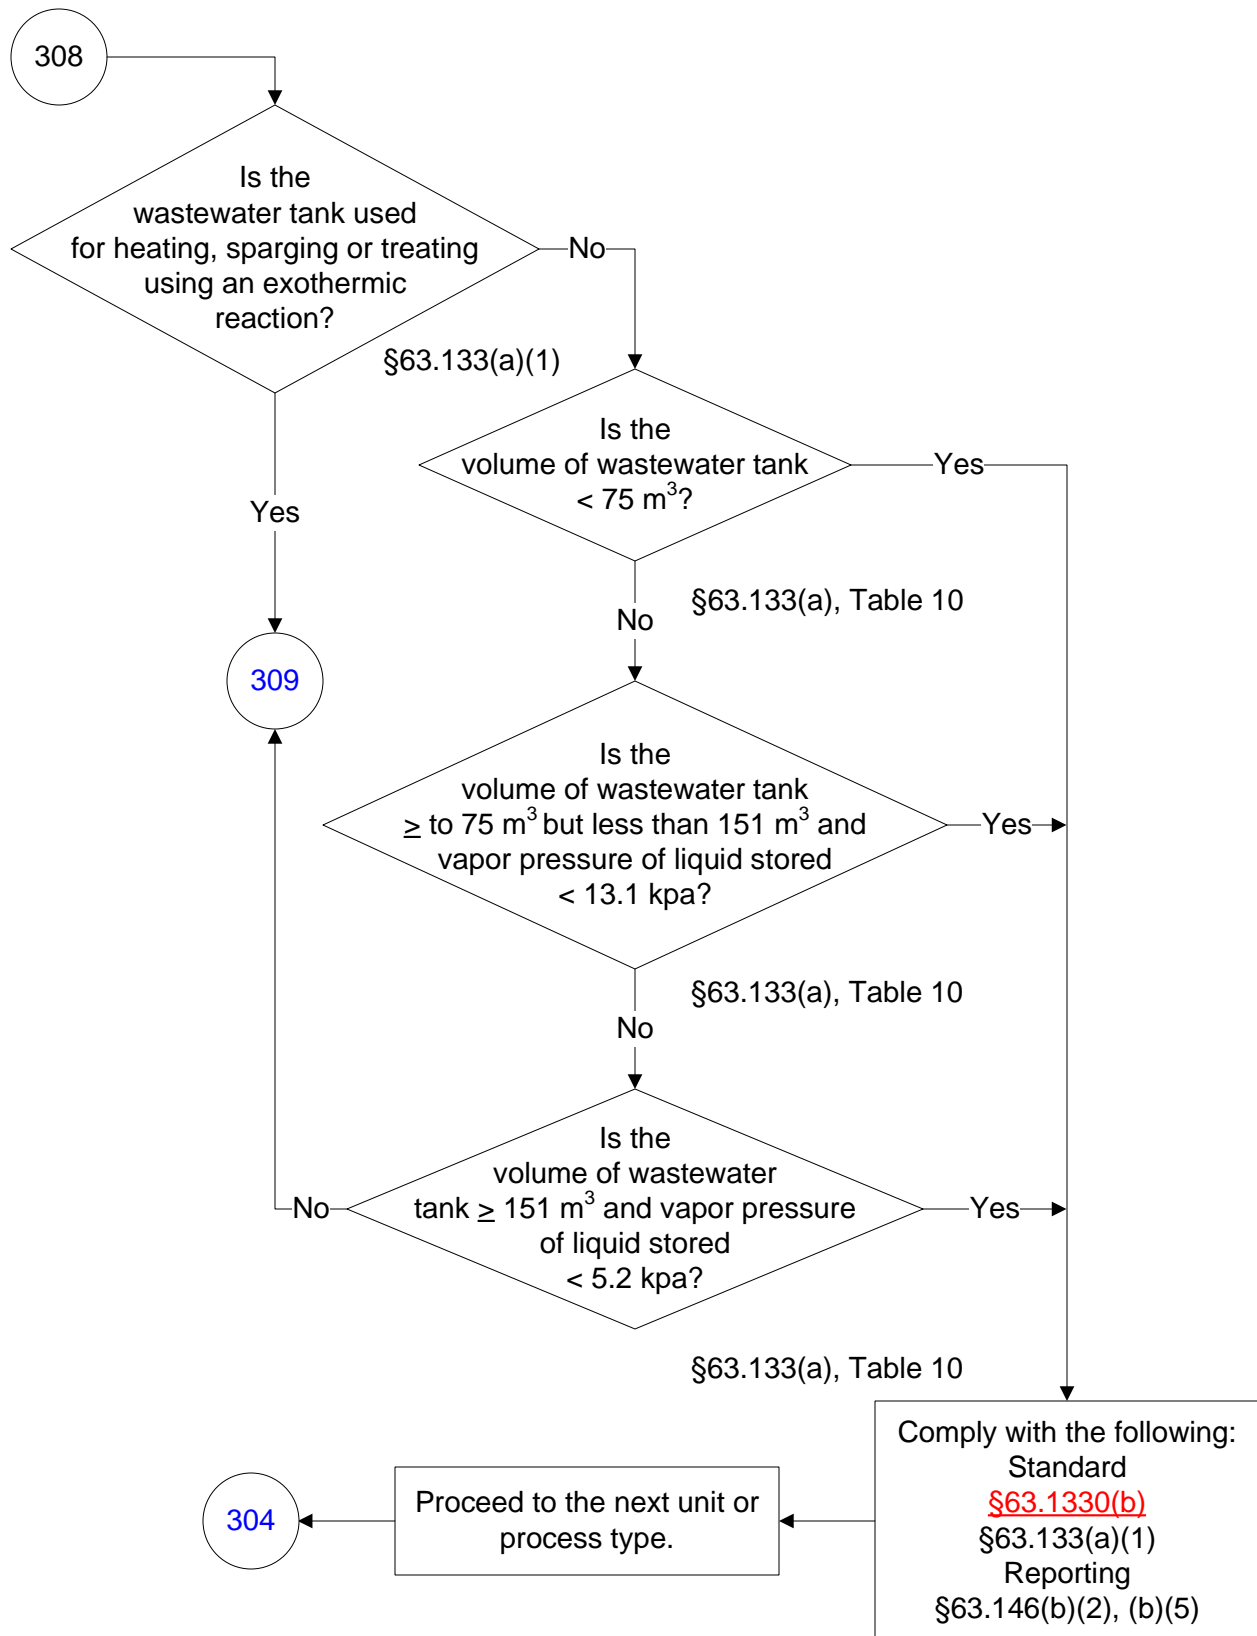 308
Is the
wastewater tank used
for heating, sparging or treating
using an exothermic
reaction?
No
§63.133(a)(1)
Is the
volume of wastewater tank
< 75 m³?
Yes
Yes
§63.133(a), Table 10
No
309
Is the
volume of wastewater tank
≥ to 75 m³ but less than 151 m³ and
vapor pressure of liquid stored
< 13.1 kpa?
Yes
§63.133(a), Table 10
No
Is the
volume of wastewater
tank ≥ 151 m³ and vapor pressure
of liquid stored
< 5.2 kpa?
No
Yes
§63.133(a), Table 10
Comply with the following:
Standard
§63.1330(b)
§63.133(a)(1)
Reporting
§63.146(b)(2), (b)(5)
Proceed to the next unit or
process type.
304